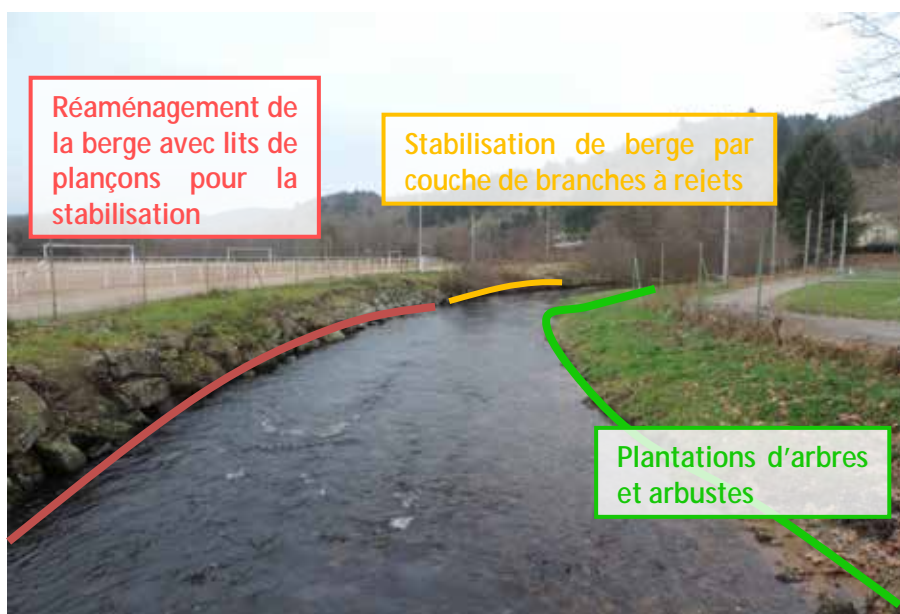 Réaménagement de
la berge avec lits de
plançons pour la
stabilisation
Stabilisation de berge par
couche de branches à rejets
Plantations d'arbres
et arbustes